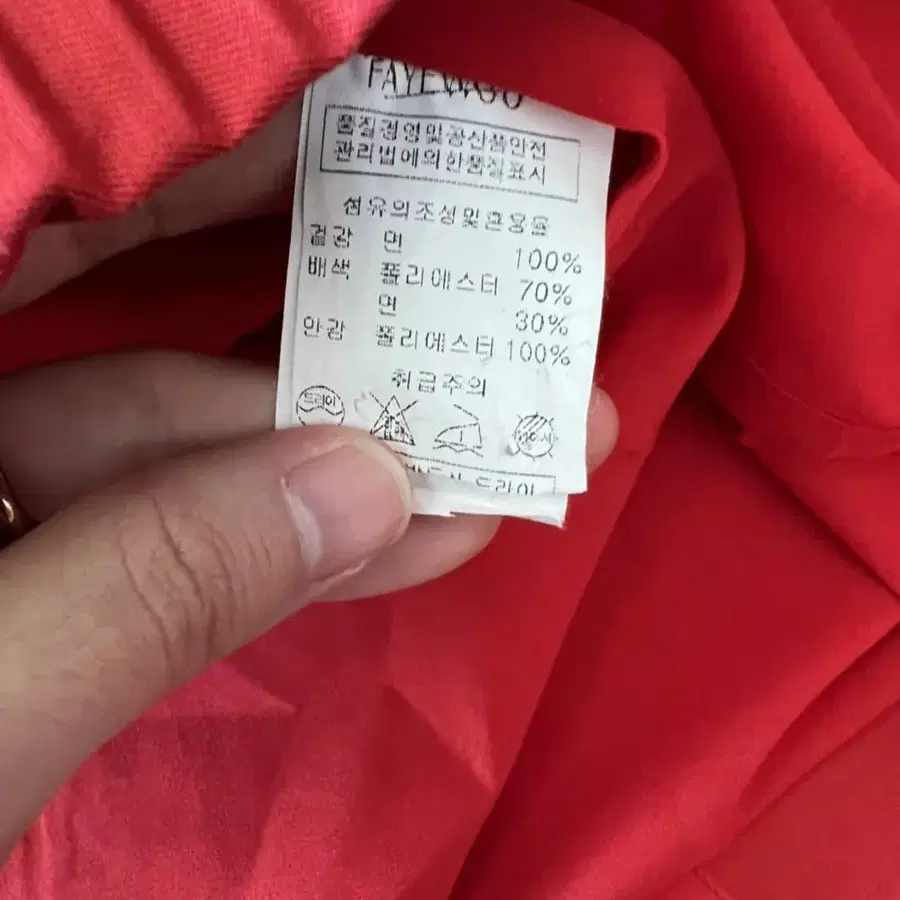 품질경영및공산품안전
관리법에의한품질표시
섬유의조성및혼용율
겉감 면 100%
배색 폴리에스터 70%
면 30%
안감 폴리에스터 100%
취급주의
드라이
드라이